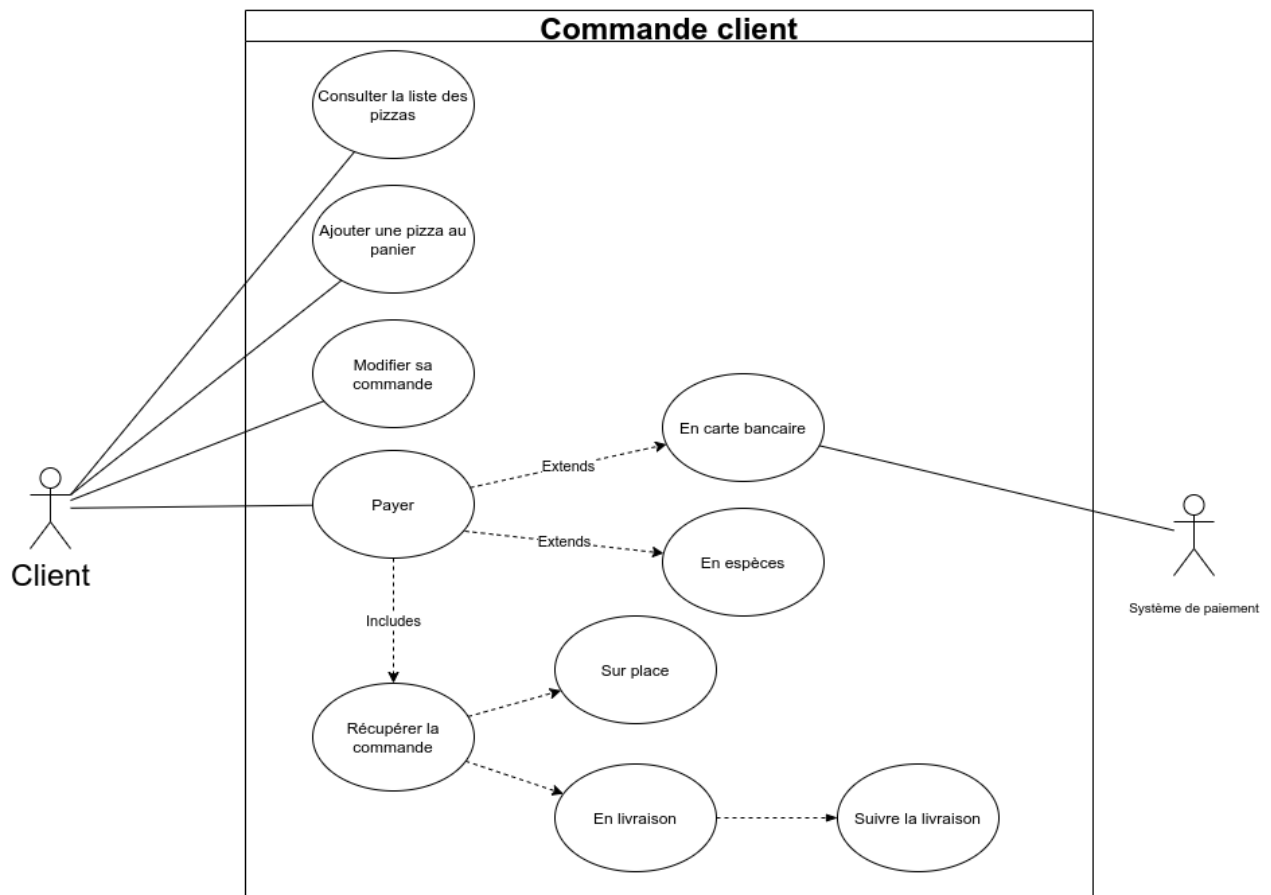 Commande client
Consulter la liste des
pizzas
Ajouter une pizza au
panier
Modifier sa
commande
En carte bancaire
Extends
Payer
Extends
En espèces
Client
Système de paiement
Includes
Sur place
Récupérer la
commande
En livraison
Suivre la livraison